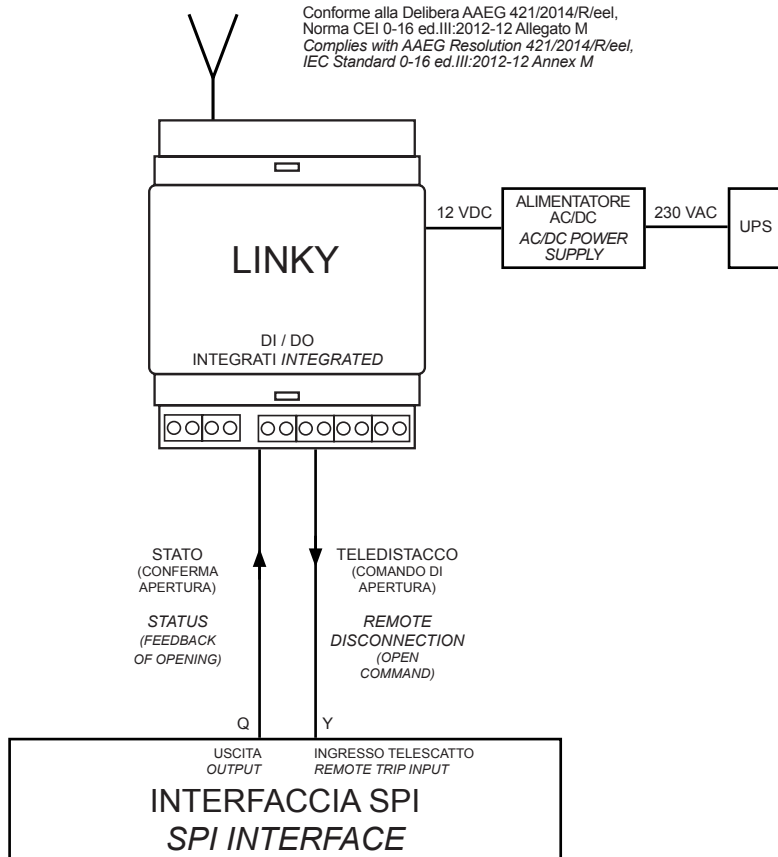 Conforme alla Delibera AAEG 421/2014/R/eel,
Norma CEI 0-16 ed.III:2012-12 Allegato M
Complies with AAEG Resolution 421/2014/R/eel,
IEC Standard 0-16 ed.III:2012-12 Annex M
LINKY
DI / DO
INTEGRATI INTEGRATED
12 VDC
ALIMENTATORE
AC/DC
AC/DC POWER
SUPPLY
230 VAC
UPS
STATO
(CONFERMA
APERTURA)
STATUS
(FEEDBACK
OF OPENING)
TELEDISTACCO
(COMANDO DI
APERTURA)
REMOTE
DISCONNECTION
(OPEN
COMMAND)
Q
Y
USCITA
OUTPUT
INGRESSO TELESCATTO
REMOTE TRIP INPUT
INTERFACCIA SPI
SPI INTERFACE